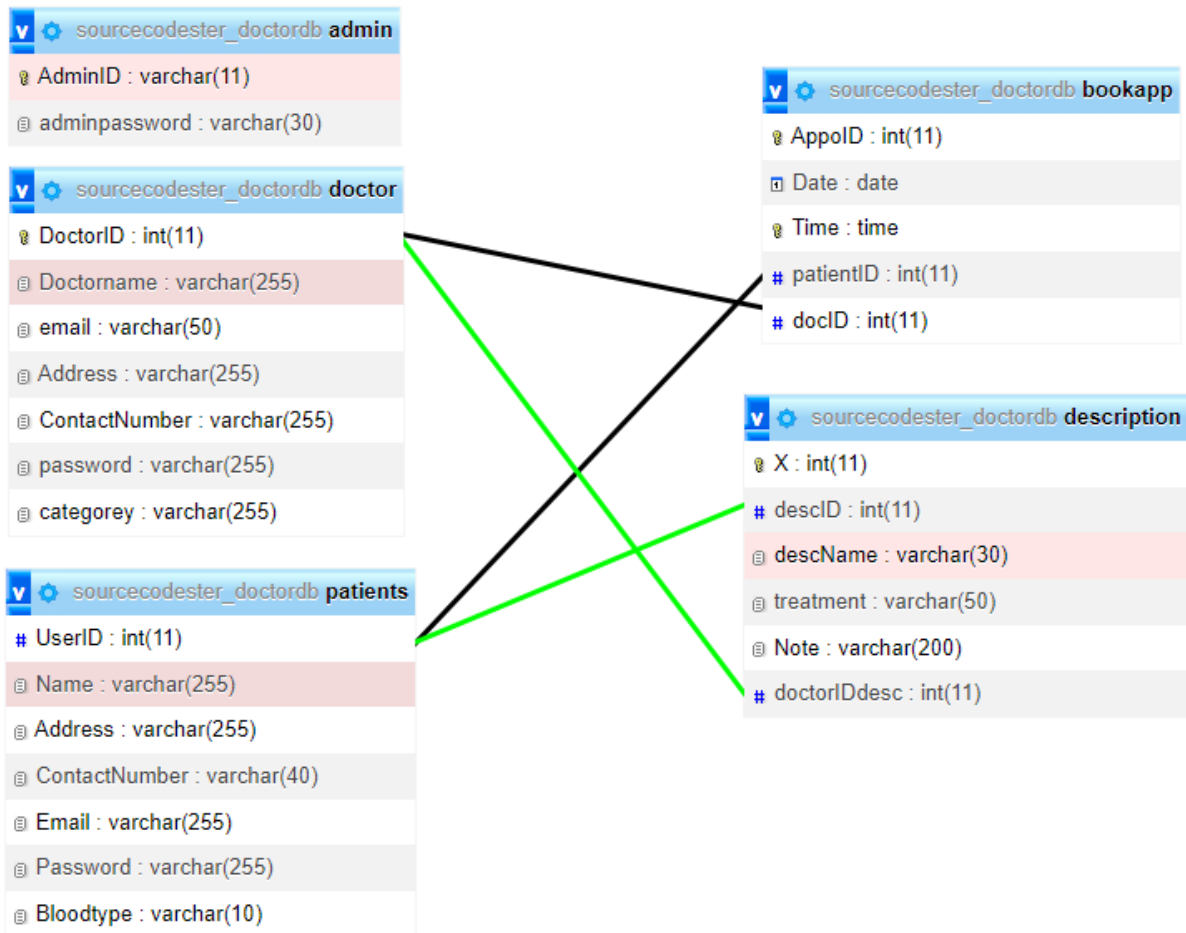 sourcecodester_doctordb admin
AdminID : varchar(11)
adminpassword : varchar(30)
sourcecodester_doctordb doctor
DoctorID : int(11)
Doctorname : varchar(255)
email : varchar(50)
Address : varchar(255)
ContactNumber : varchar(255)
password : varchar(255)
categorey : varchar(255)
sourcecodester_doctordb patients
UserID : int(11)
Name : varchar(255)
Address : varchar(255)
ContactNumber : varchar(40)
Email : varchar(255)
Password : varchar(255)
Bloodtype : varchar(10)
sourcecodester_doctordb bookapp
AppoID : int(11)
Date : date
Time : time
patientID : int(11)
docID : int(11)
sourcecodester_doctordb description
X : int(11)
descID : int(11)
descName : varchar(30)
treatment : varchar(50)
Note : varchar(200)
doctorIDdesc : int(11)